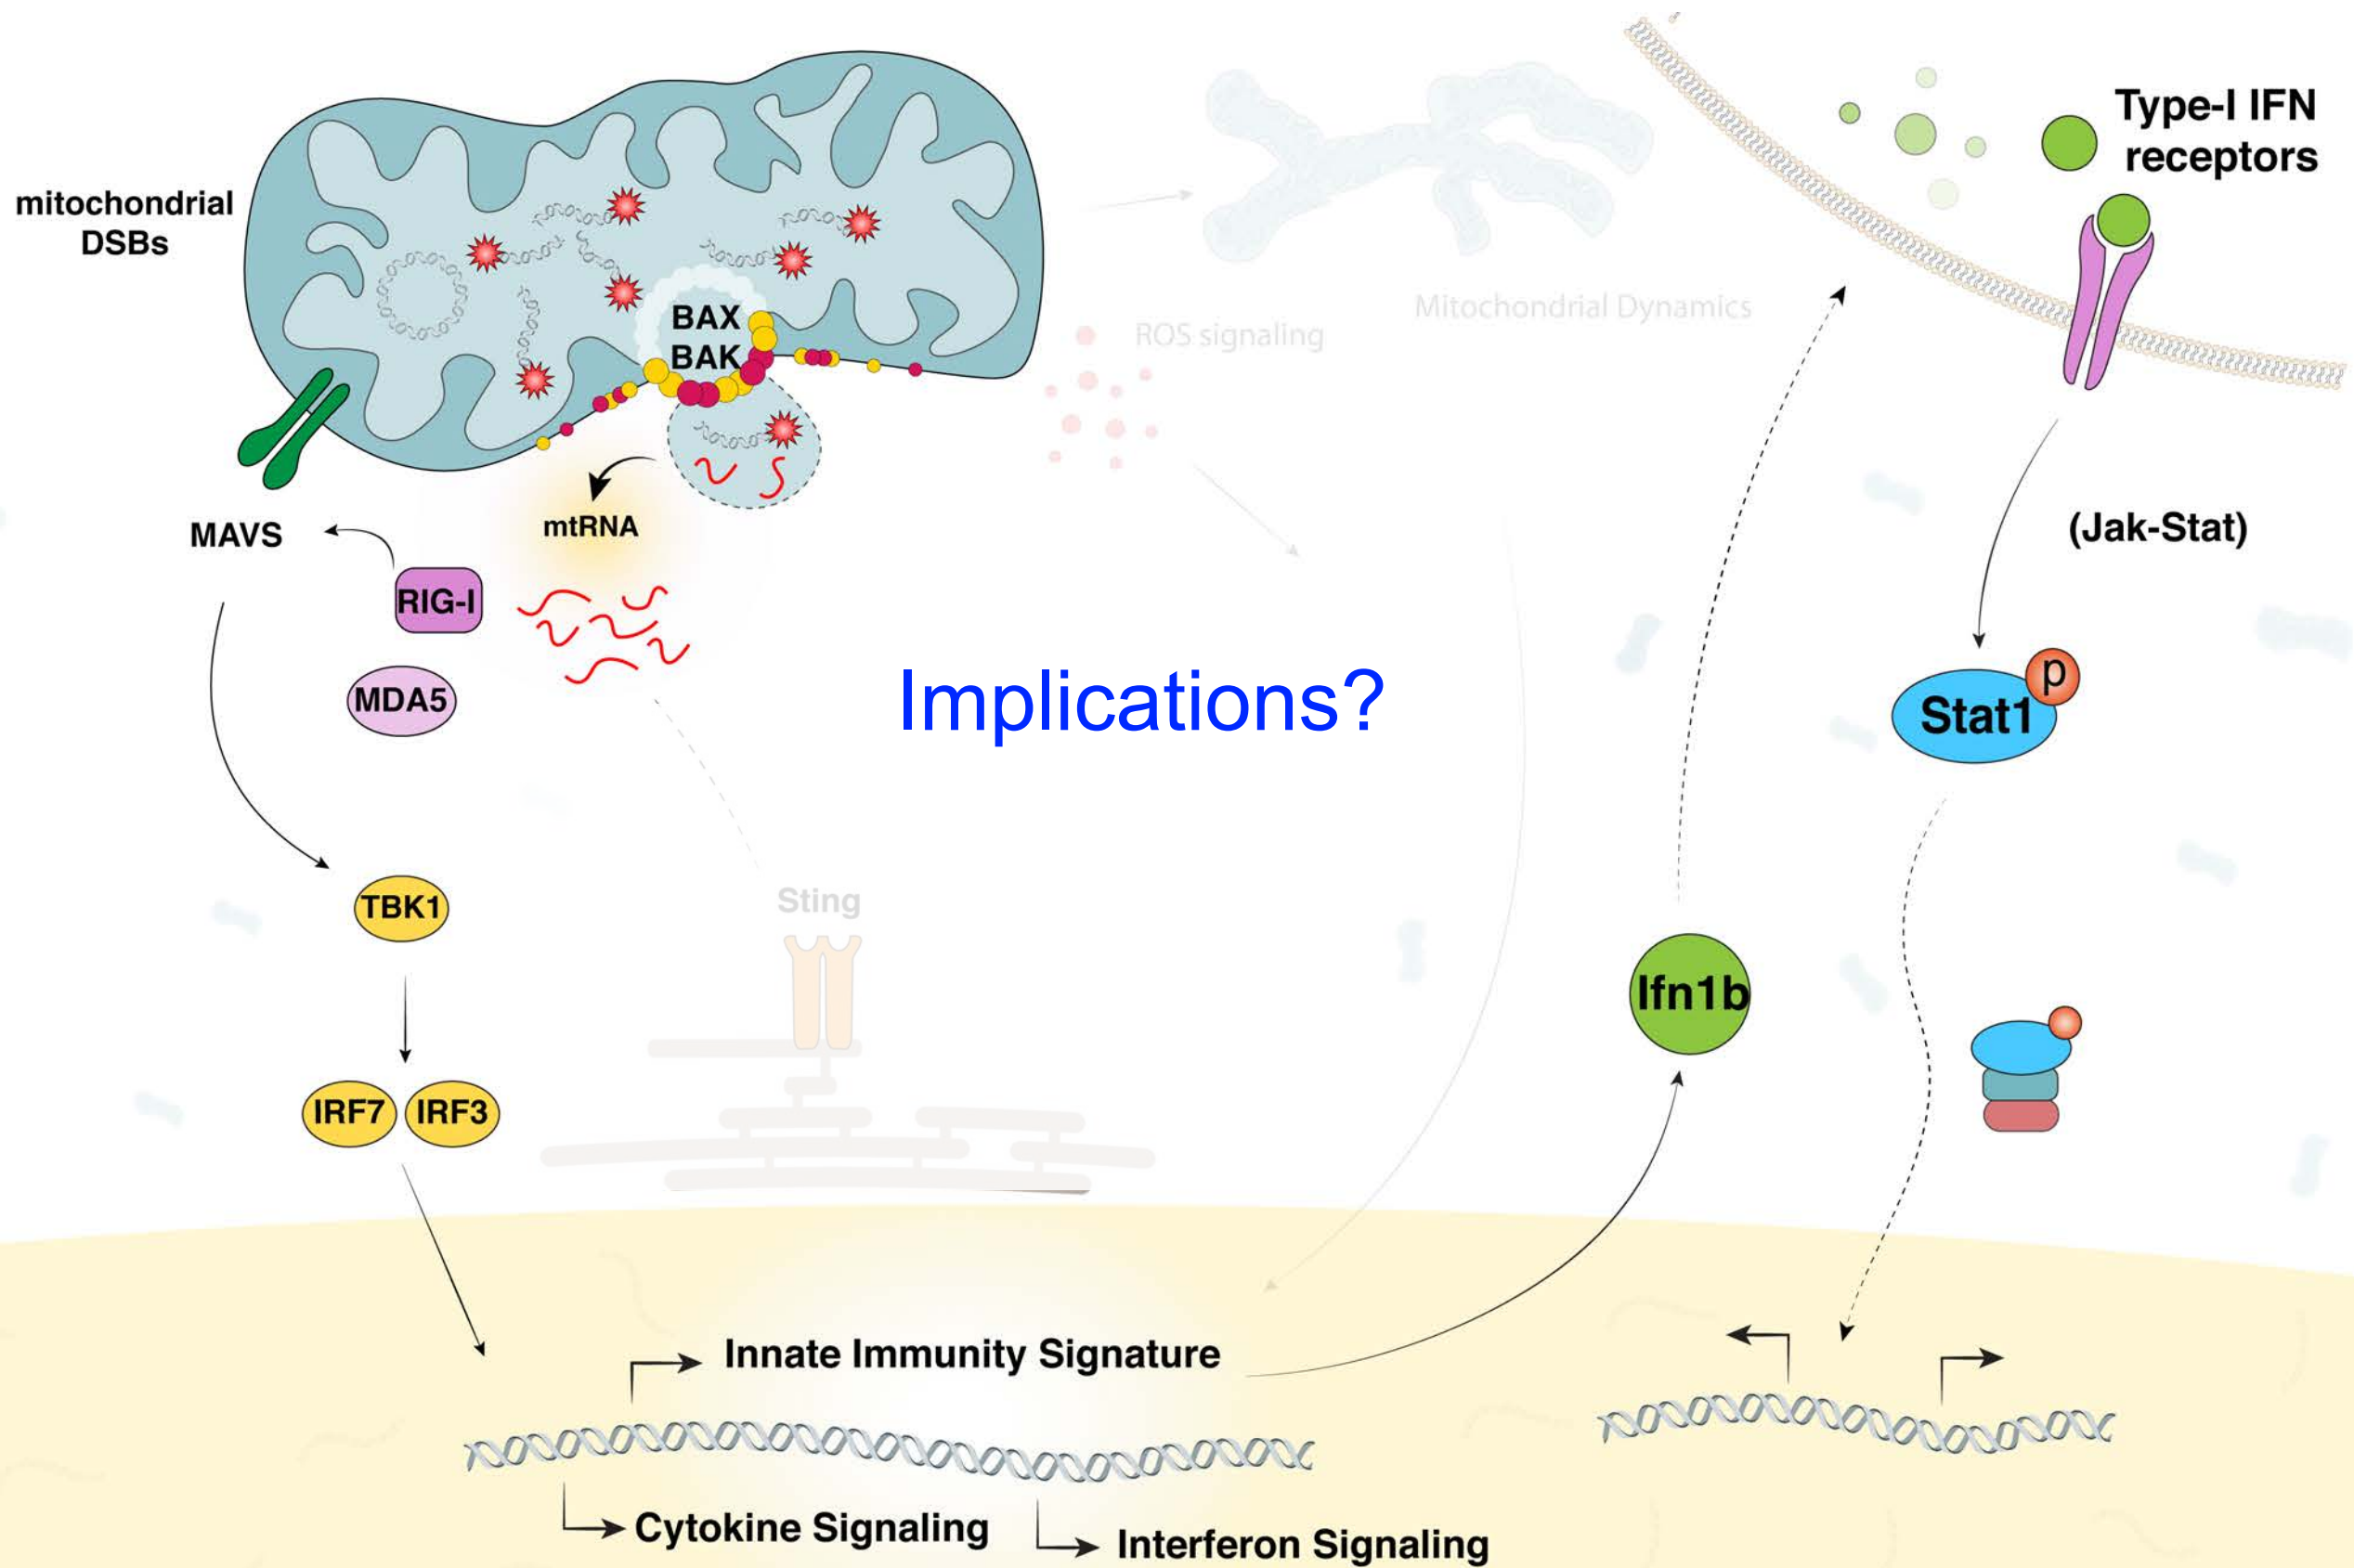 mitochondrial
DSBs
BAX
BAK
mtRNA
MAVS
RIG-I
MDA5
TBK1
IRF7
IRF3
ROS signaling
Mitochondrial Dynamics
Implications?
Sting
Type-I IFN
receptors
(Jak-Stat)
p
Stat1
Ifn1b
Innate Immunity Signature
Cytokine Signaling
Interferon Signaling